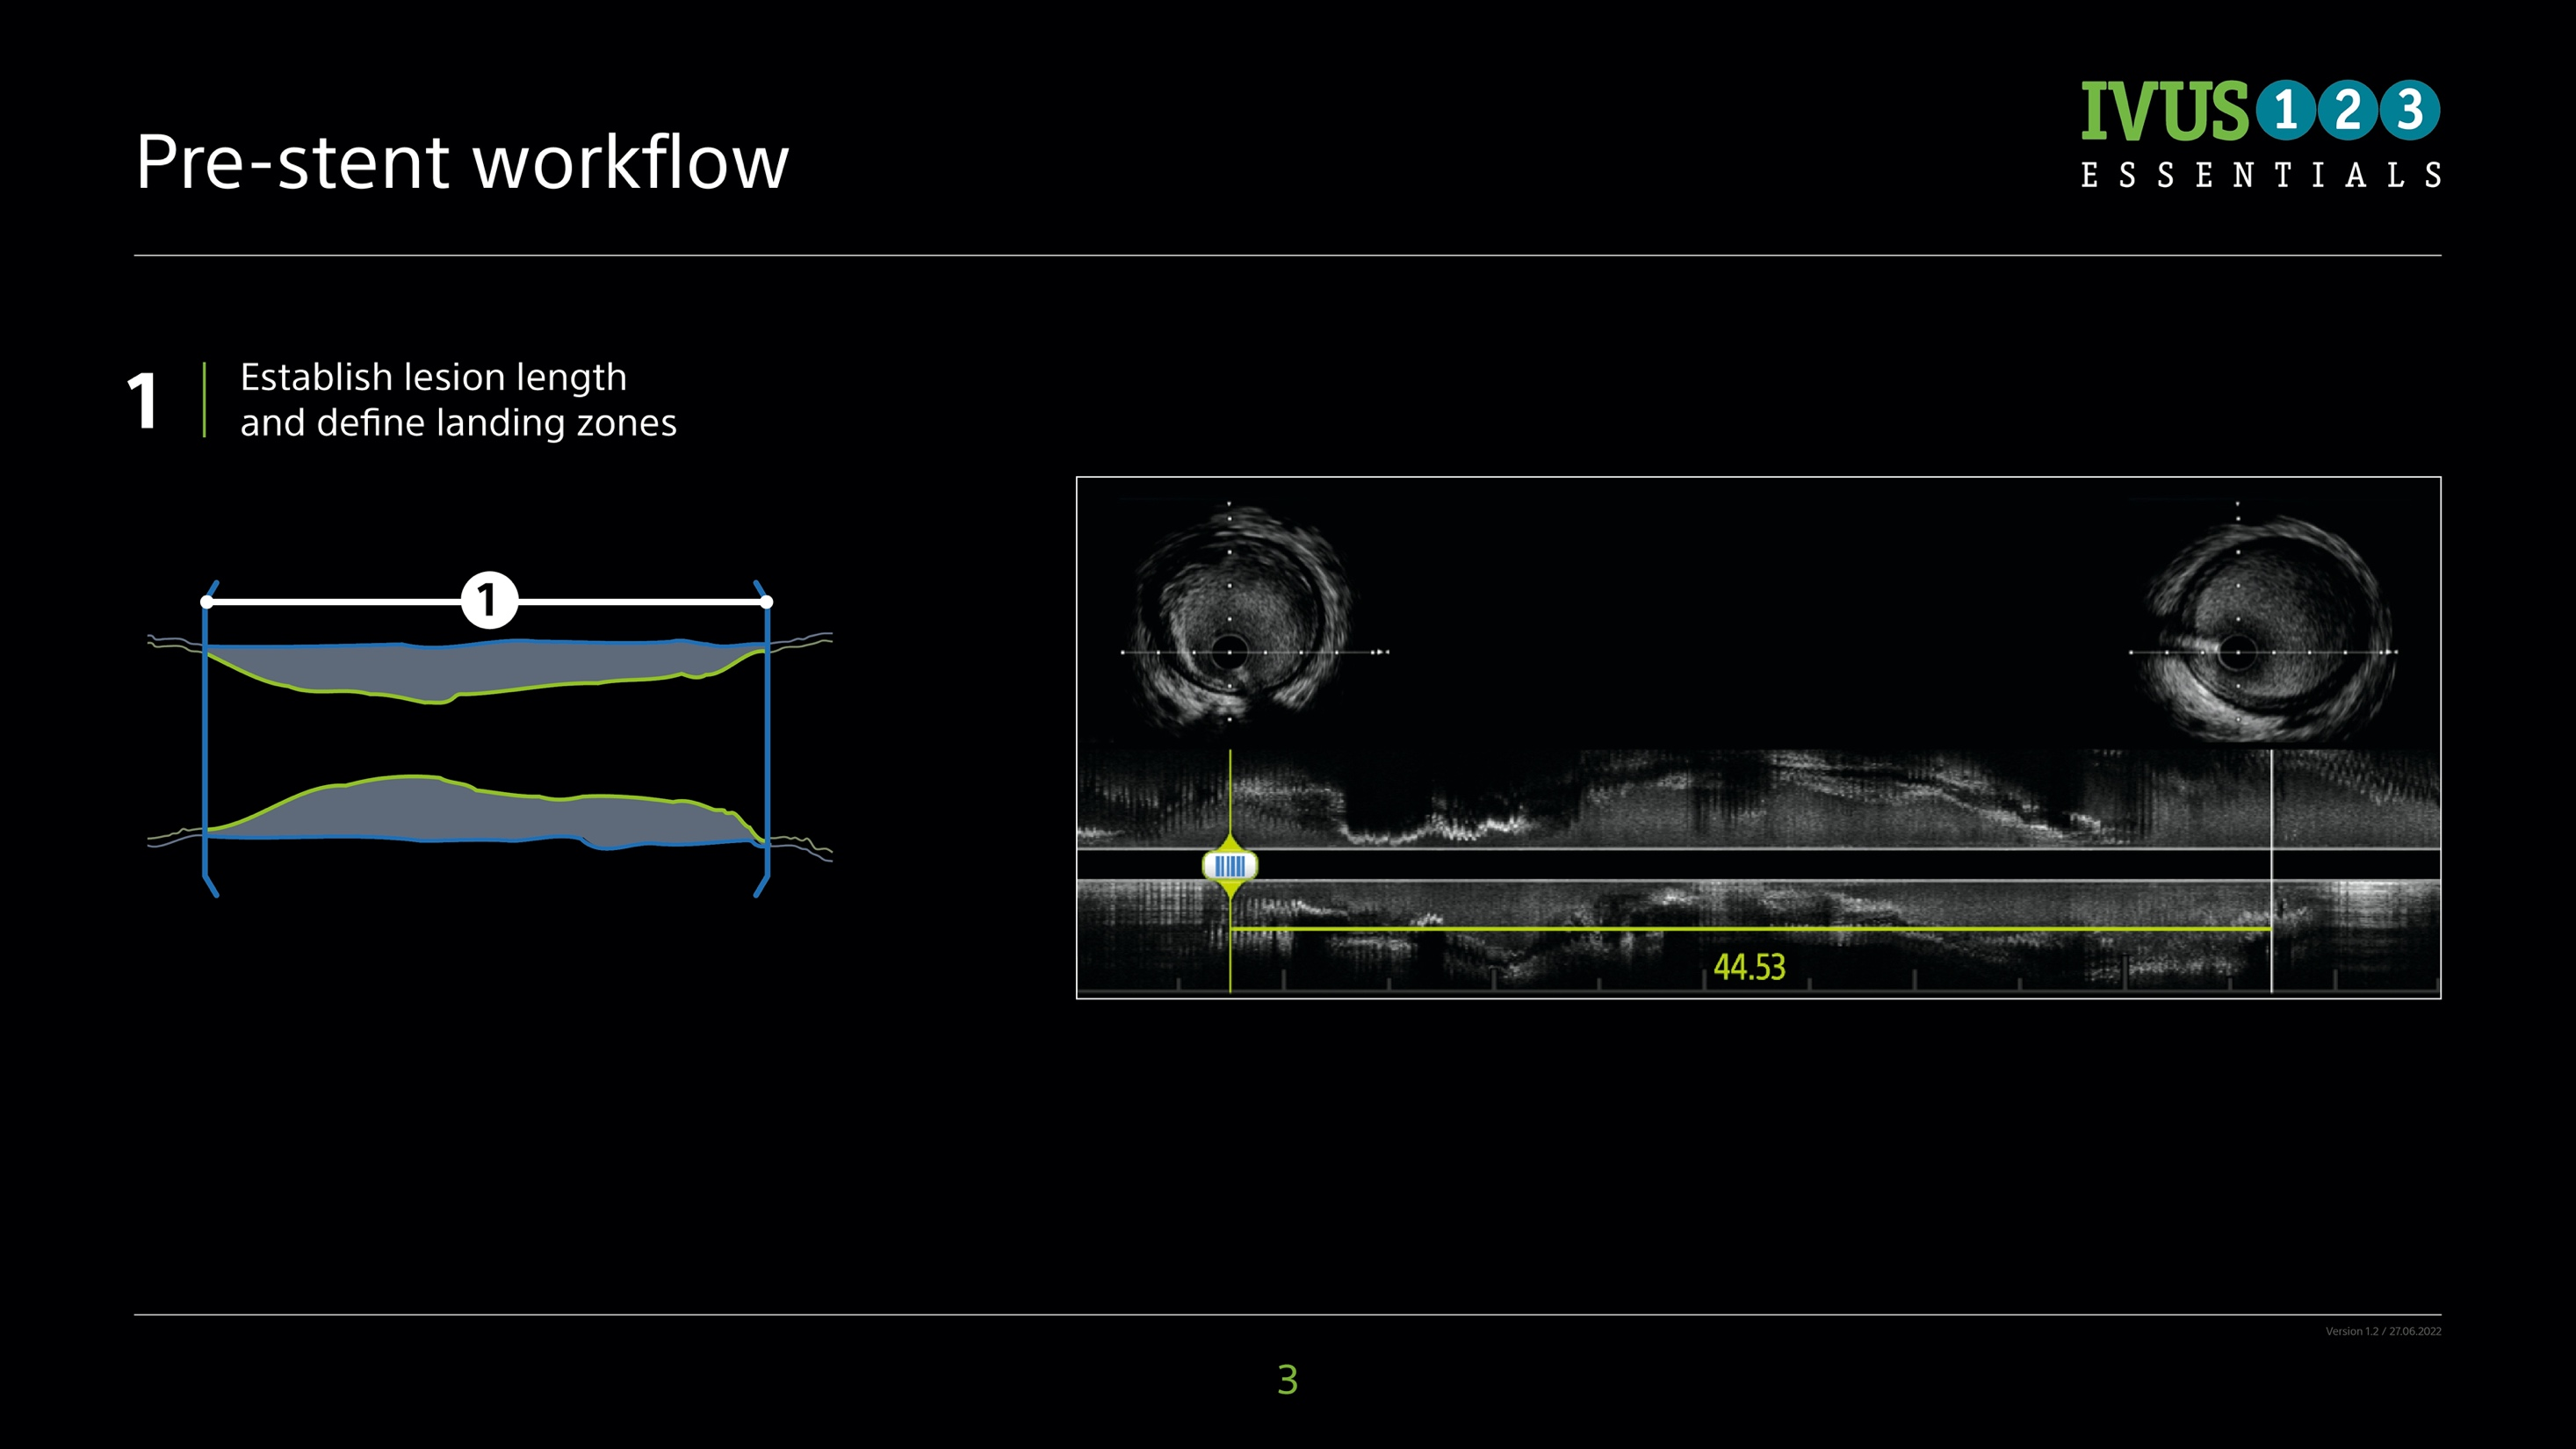 Pre-stent workflow
IVUS 1 2 3
ESSENTIALS
1
Establish lesion length
and define landing zones
1
44.53
Version 1.2 / 27.06.2022
3